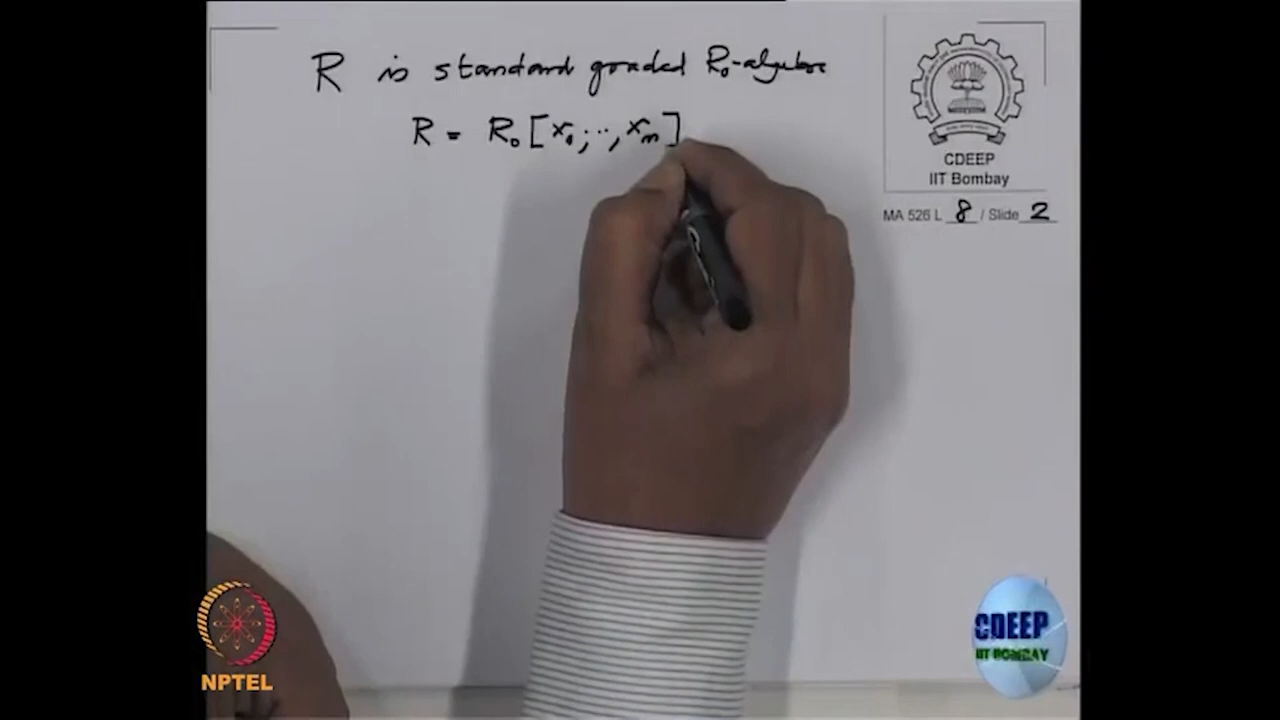 R is standard graded R₀-algebra
R = R₀ [x₁,··,xₘ]
CDEEP
IIT Bombay
MA 526 L 8 / Slide 2
NPTEL
CDEEP
IIT BOMBAY